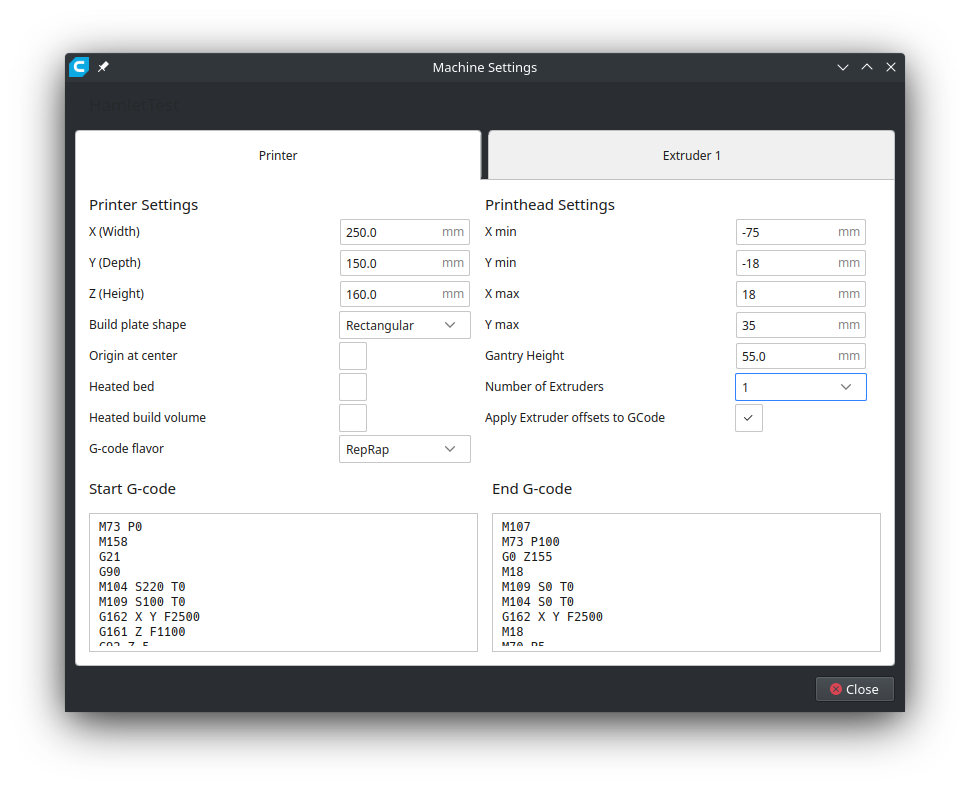 Machine Settings
HamletTest
Printer
Extruder 1
Printer Settings
X (Width)
250.0 mm
Y (Depth)
150.0 mm
Z (Height)
160.0 mm
Build plate shape
Rectangular
Origin at center
Heated bed
Heated build volume
G-code flavor
RepRap
Printhead Settings
X min
-75 mm
Y min
-18 mm
X max
18 mm
Y max
35 mm
Gantry Height
55.0 mm
Number of Extruders
1
Apply Extruder offsets to GCode
Start G-code
M73 P0
M158
G21
G90
M104 S220 T0
M109 S100 T0
G162 X Y F2500
G161 Z F1100
End G-code
M107
M73 P100
G0 Z155
M18
M109 S0 T0
M104 S0 T0
G162 X Y F2500
M18
Close